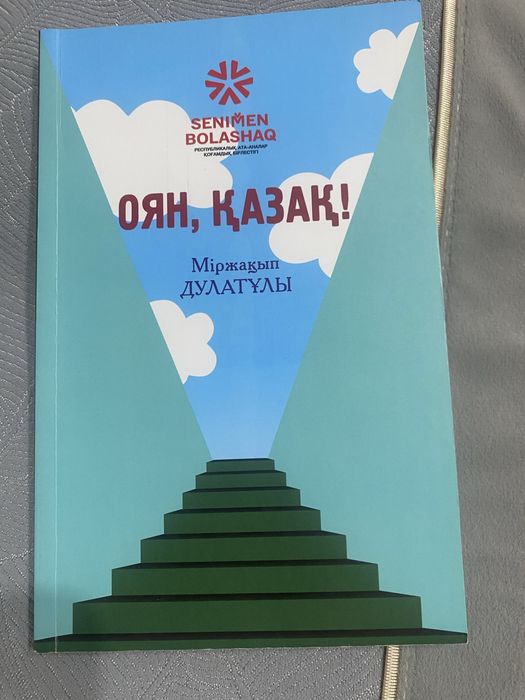 SENIMEN
BOLASHAQ
РЕСПУБЛИКАЛЫҚ АТА-АНАЛАР
ҚОҒАМДЫҚ БІРЛЕСТІГІ
ОЯН, ҚАЗАҚ!
Міржақып
ДУЛАТҰЛЫ